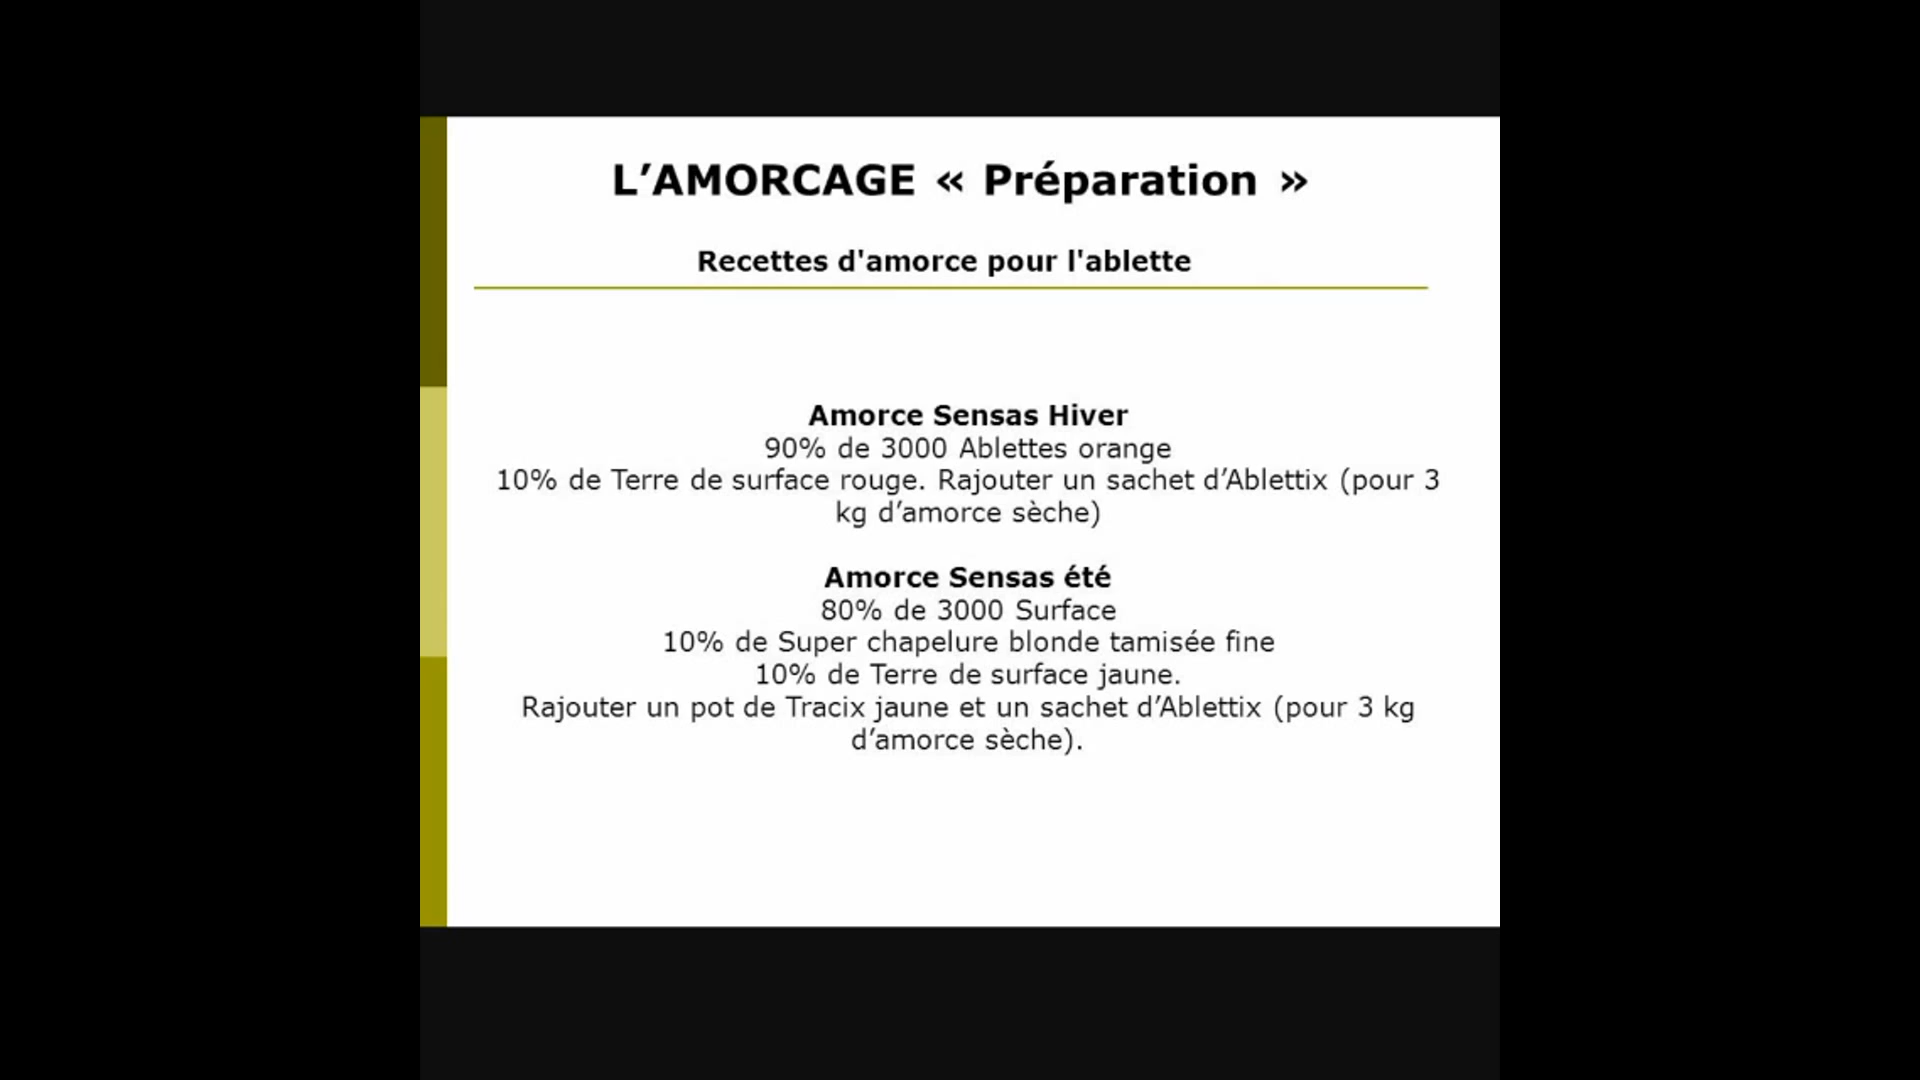 L’AMORCAGE « Préparation »
Recettes d'amorce pour l'ablette
Amorce Sensas Hiver
90% de 3000 Ablettes orange
10% de Terre de surface rouge. Rajouter un sachet d’Ablettix (pour 3
kg d’amorce sèche)
Amorce Sensas été
80% de 3000 Surface
10% de Super chapelure blonde tamisée fine
10% de Terre de surface jaune.
Rajouter un pot de Tracix jaune et un sachet d’Ablettix (pour 3 kg
d’amorce sèche).